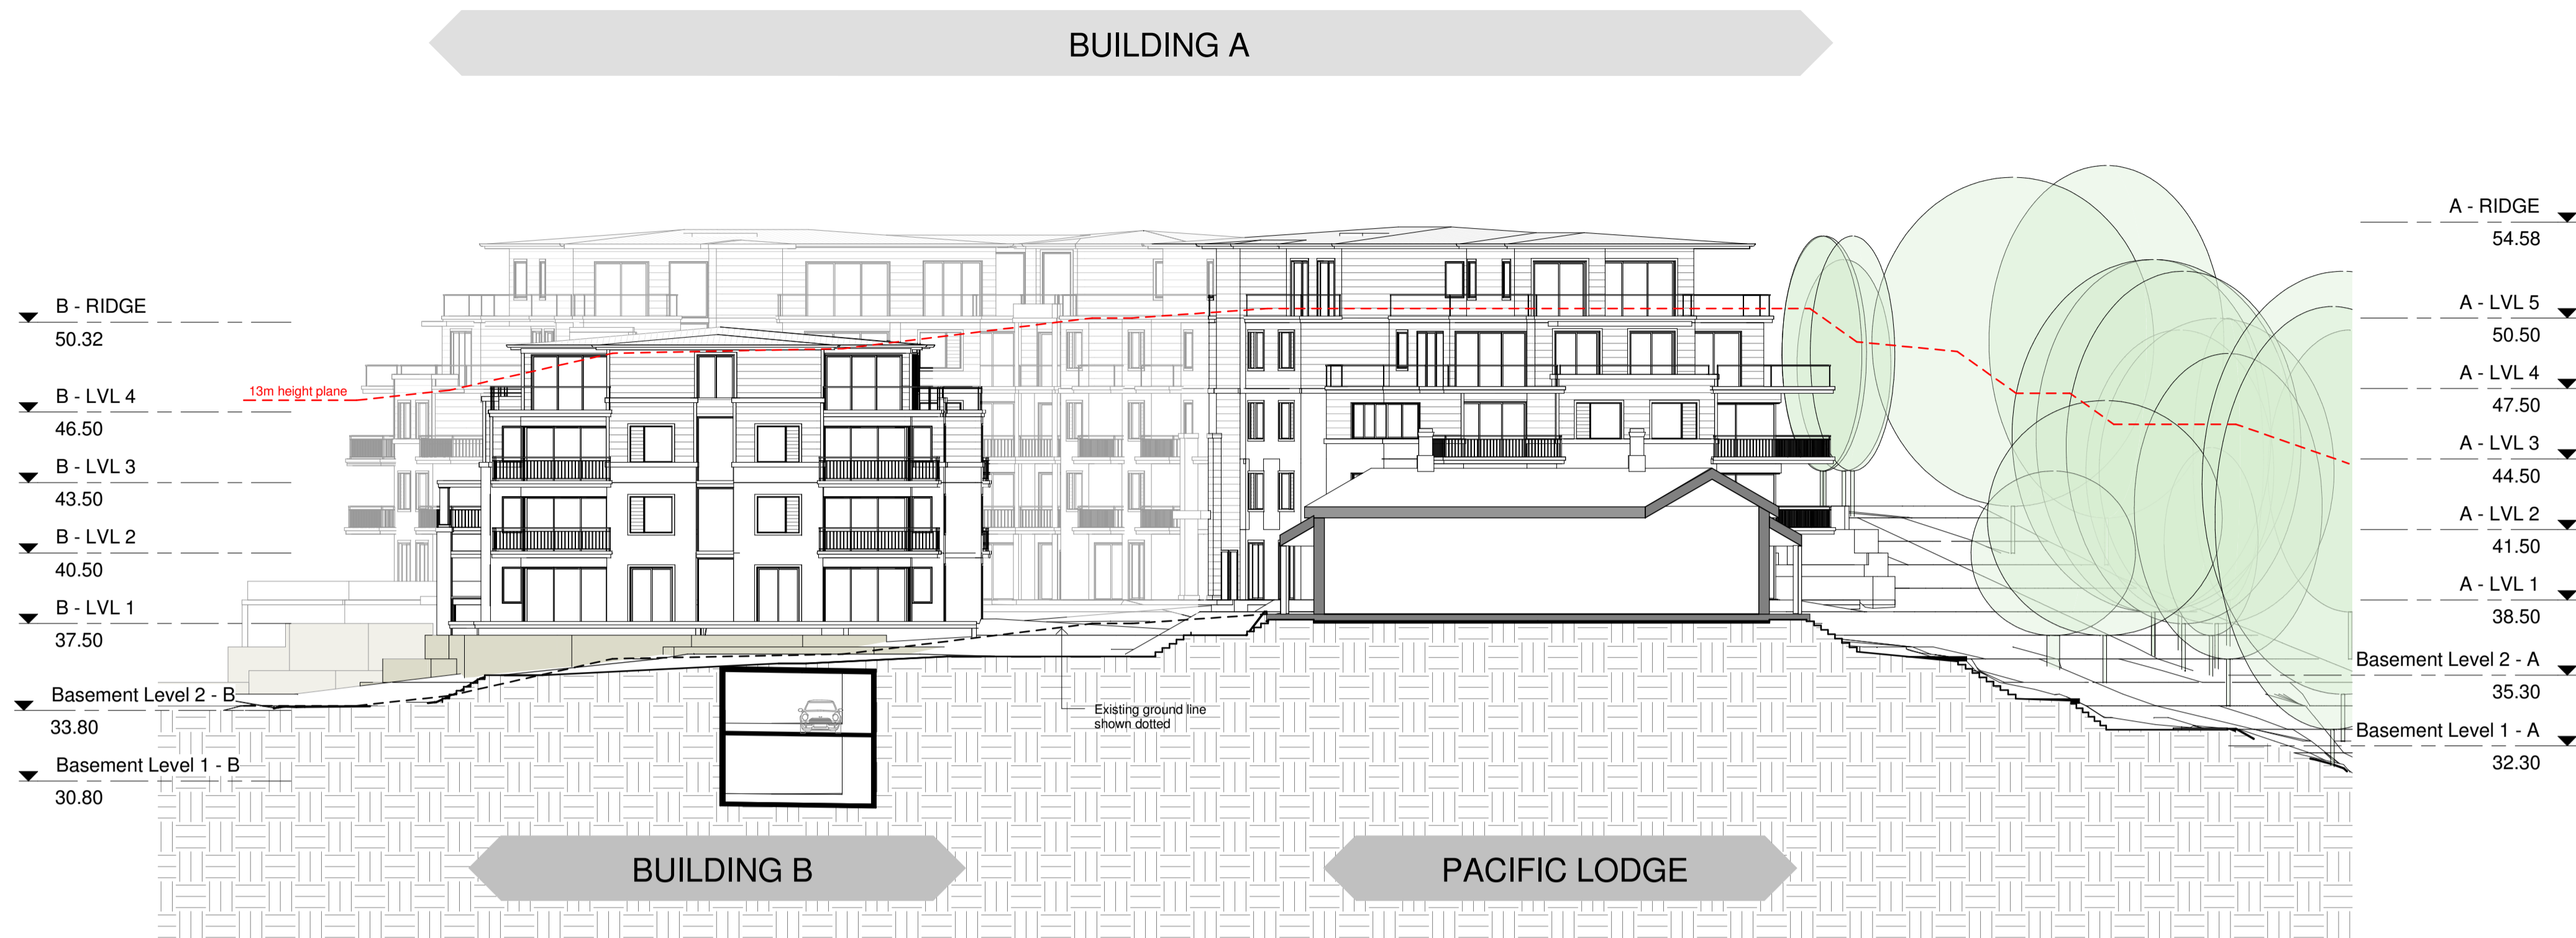 BUILDING A
B - RIDGE
50.32
B - LVL 4
46.50
B - LVL 3
43.50
B - LVL 2
40.50
B - LVL 1
37.50
Basement Level 2 - B
33.80
Basement Level 1 - B
30.80
13m height plane
Existing ground line
shown dotted
A - RIDGE
54.58
A - LVL 5
50.50
A - LVL 4
47.50
A - LVL 3
44.50
A - LVL 2
41.50
A - LVL 1
38.50
Basement Level 2 - A
35.30
Basement Level 1 - A
32.30
BUILDING B
PACIFIC LODGE